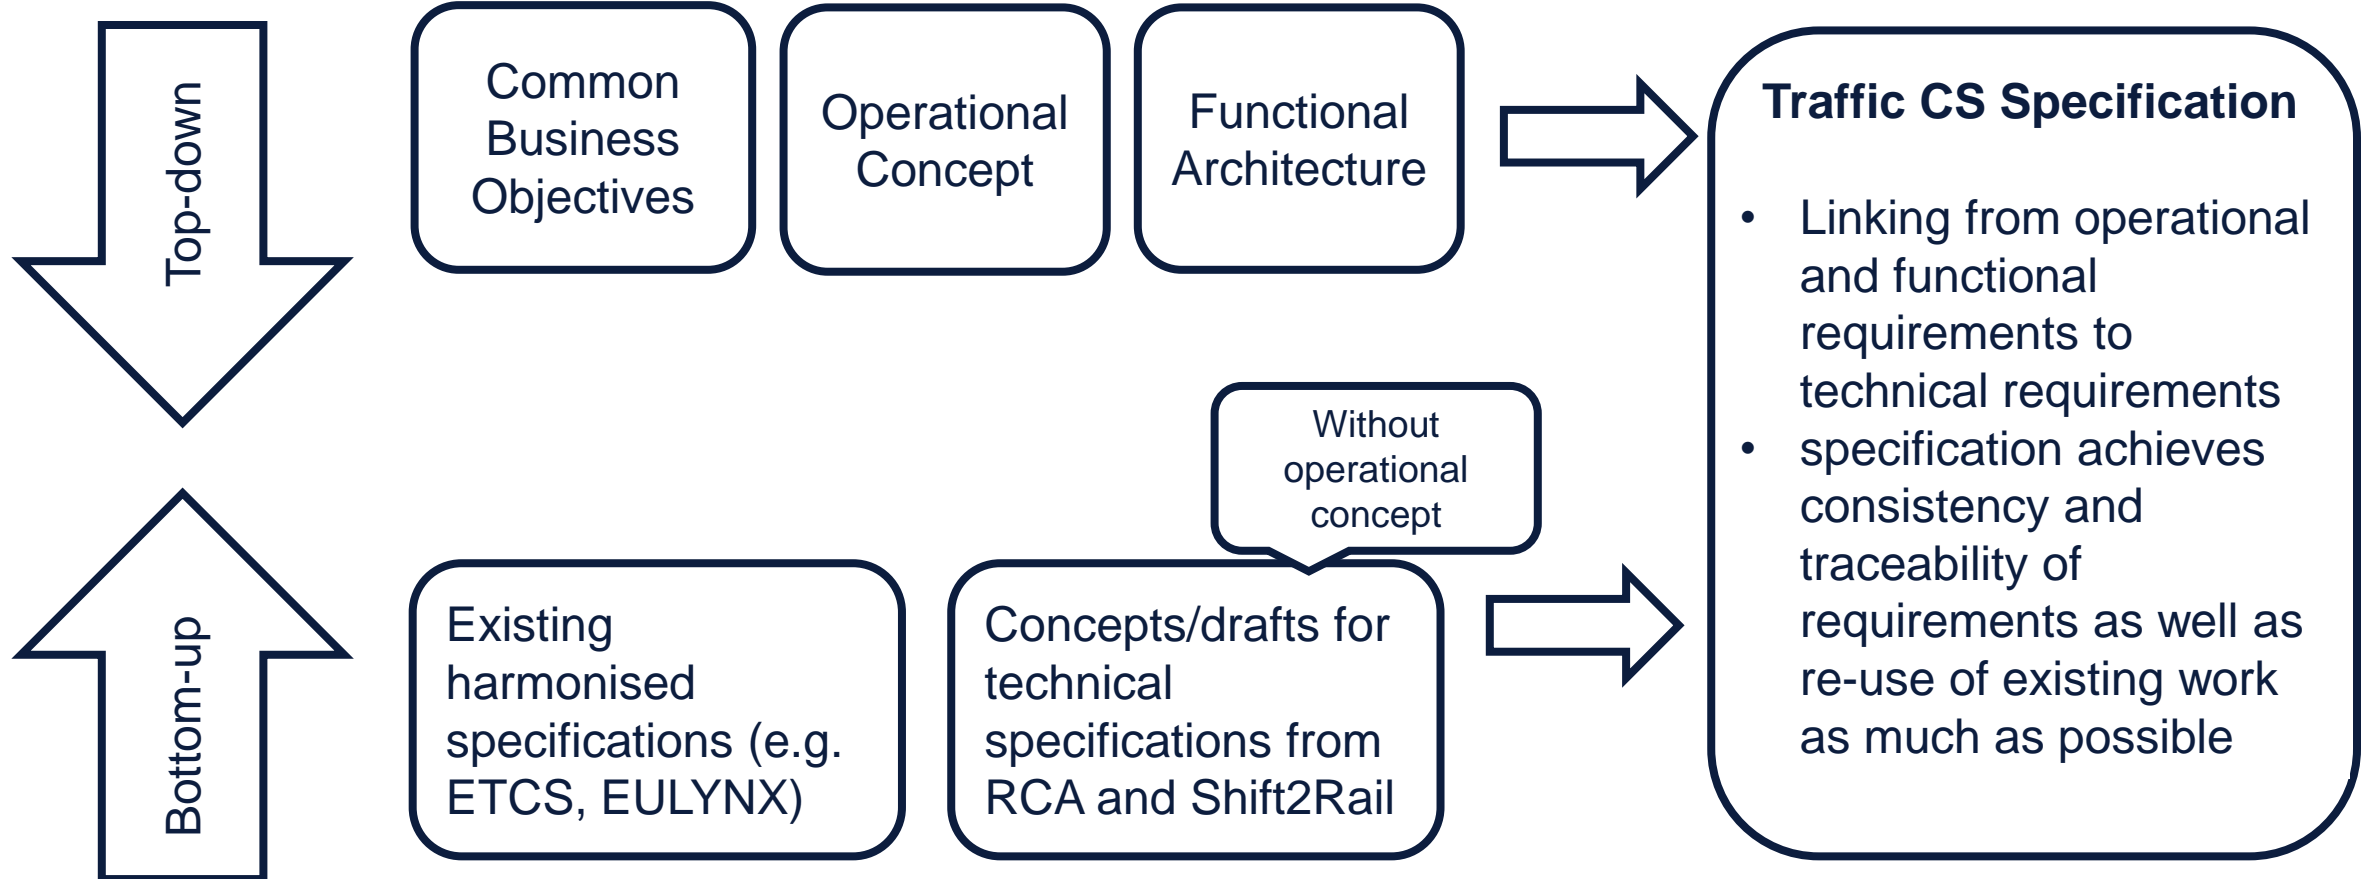 Top-down
Common
Business
Objectives
Operational
Concept
Functional
Architecture
Traffic CS Specification
• Linking from operational
and functional
requirements to
technical requirements
• specification achieves
consistency and
traceability of
requirements as well as
re-use of existing work
as much as possible
Without
operational
concept
Bottom-up
Existing
harmonised
specifications (e.g.
ETCS, EULYNX)
Concepts/drafts for
technical
specifications from
RCA and Shift2Rail